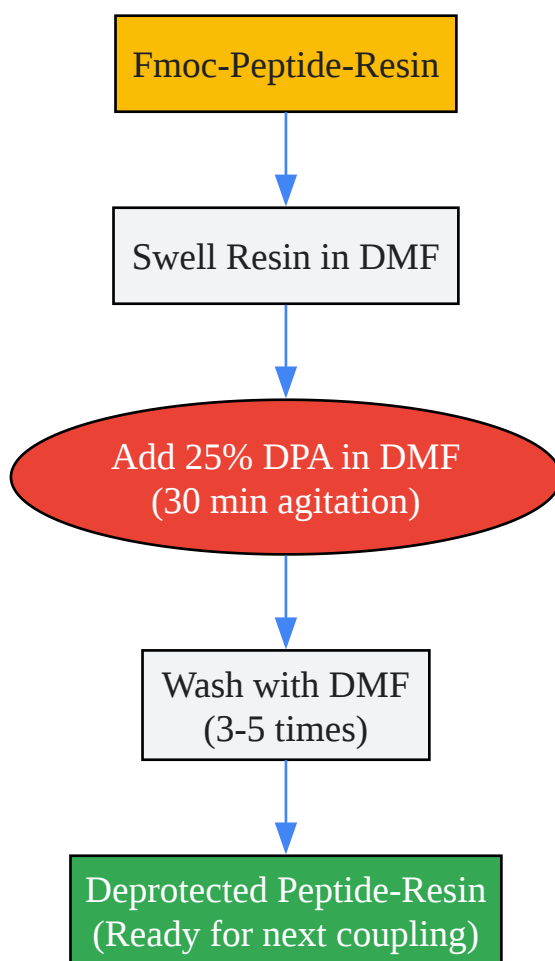 Fmoc-Peptide-Resin
Swell Resin in DMF
Add 25% DPA in DMF
(30 min agitation)
Wash with DMF
(3-5 times)
Deprotected Peptide-Resin
(Ready for next coupling)